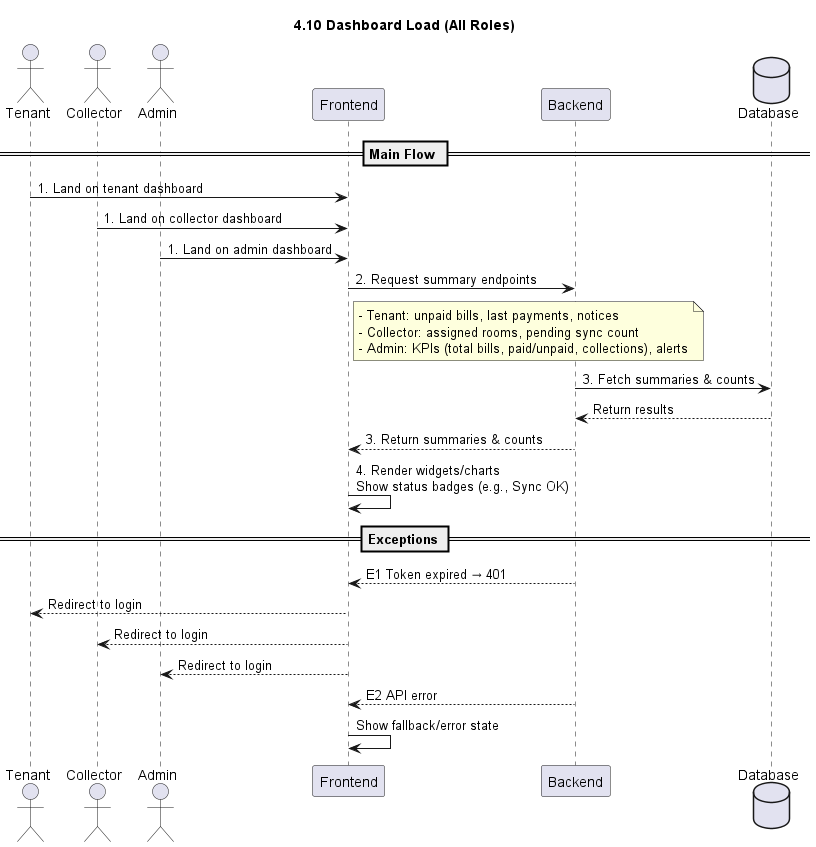 4.10 Dashboard Load (All Roles)
Tenant
Collector
Admin
Frontend
Backend
Database
Main Flow
1. Land on tenant dashboard
1. Land on collector dashboard
1. Land on admin dashboard
2. Request summary endpoints
- Tenant: unpaid bills, last payments, notices
- Collector: assigned rooms, pending sync count
- Admin: KPIs (total bills, paid/unpaid, collections), alerts
3. Fetch summaries & counts
Return results
3. Return summaries & counts
4. Render widgets/charts
Show status badges (e.g., Sync OK)
Exceptions
E1 Token expired → 401
Redirect to login
Redirect to login
Redirect to login
E2 API error
Show fallback/error state
Tenant
Collector
Admin
Frontend
Backend
Database